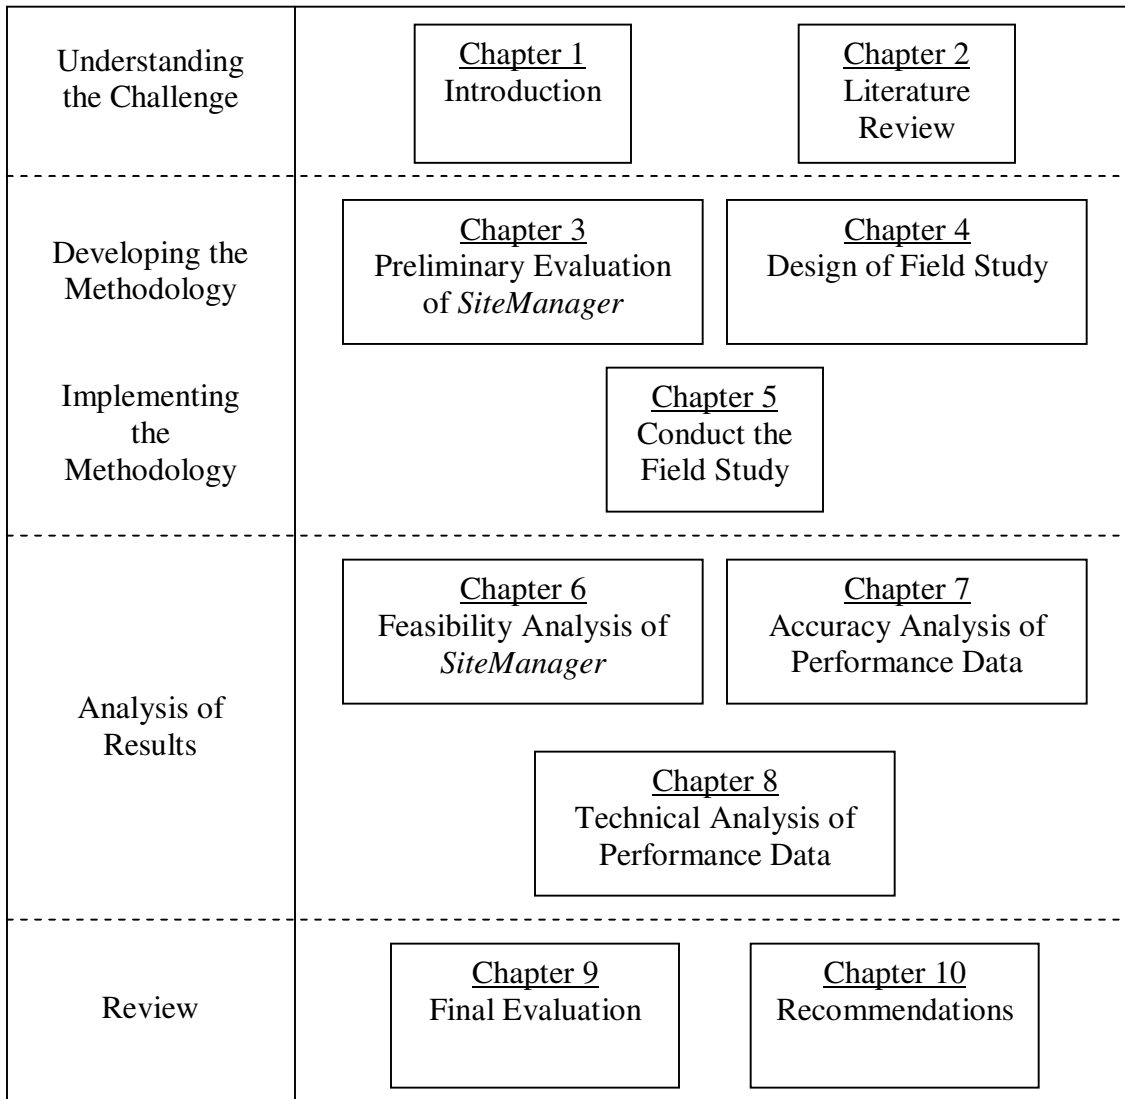 Understanding
the Challenge
Chapter 1
Introduction
Chapter 2
Literature
Review
Developing the
Methodology
Chapter 3
Preliminary Evaluation
of SiteManager
Chapter 4
Design of Field Study
Implementing
the
Methodology
Chapter 5
Conduct the
Field Study
Analysis of
Results
Chapter 6
Feasibility Analysis of
SiteManager
Chapter 7
Accuracy Analysis of
Performance Data
Chapter 8
Technical Analysis of
Performance Data
Review
Chapter 9
Final Evaluation
Chapter 10
Recommendations